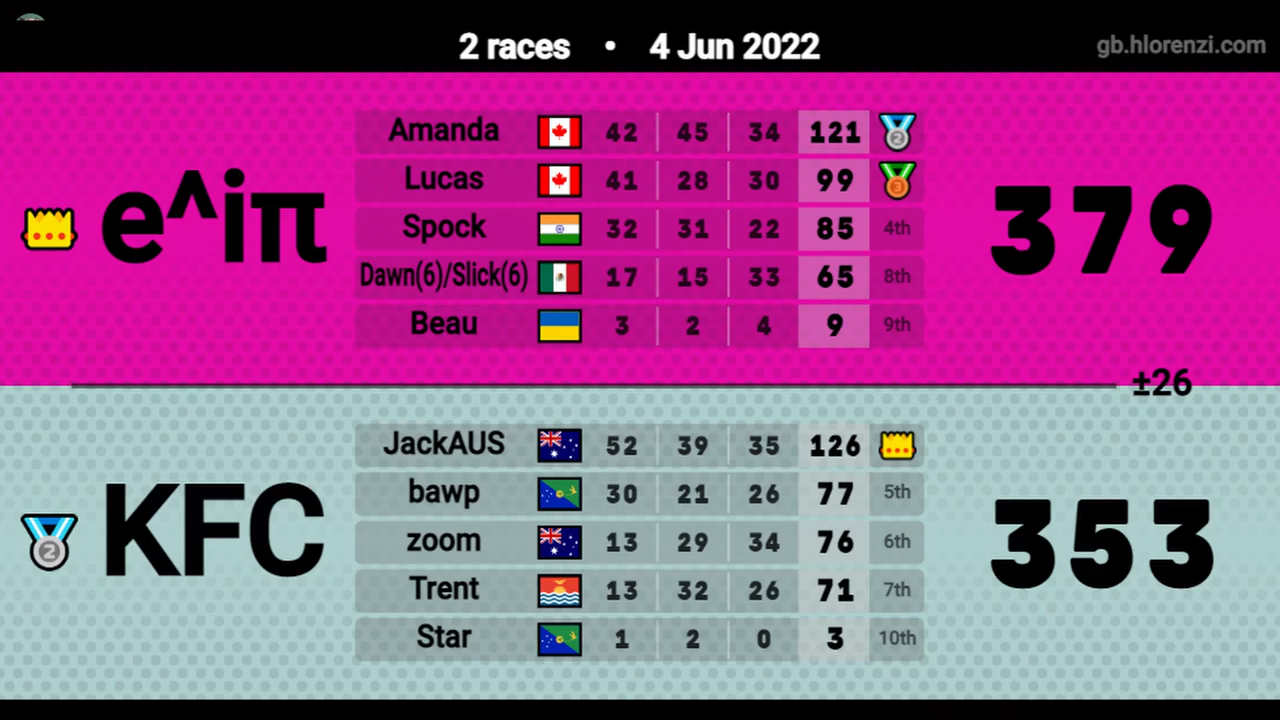 2 races • 4 Jun 2022
gb.hlorenzi.com
e^iπ
Amanda 42 45 34 121 2
Lucas 41 28 30 99 3
Spock 32 31 22 85 4th
Dawn(6)/Slick(6) 17 15 33 65 8th
Beau 3 2 4 9 9th
379
±26
2 KFC
JackAUS 52 39 35 126
bawp 30 21 26 77 5th
zoom 13 29 34 76 6th
Trent 13 32 26 71 7th
Star 1 2 0 3 10th
353